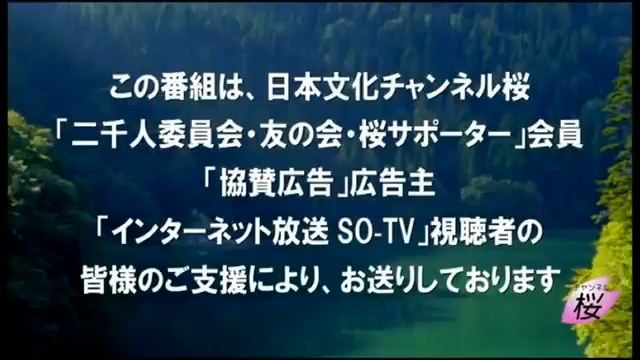 この番組は、日本文化チャンネル桜
「二千人委員会・友の会・桜サポーター」会員
「協賛広告」広告主
「インターネット放送 SO-TV」視聴者の
皆様のご支援により、お送りしております
チャンネル
桜